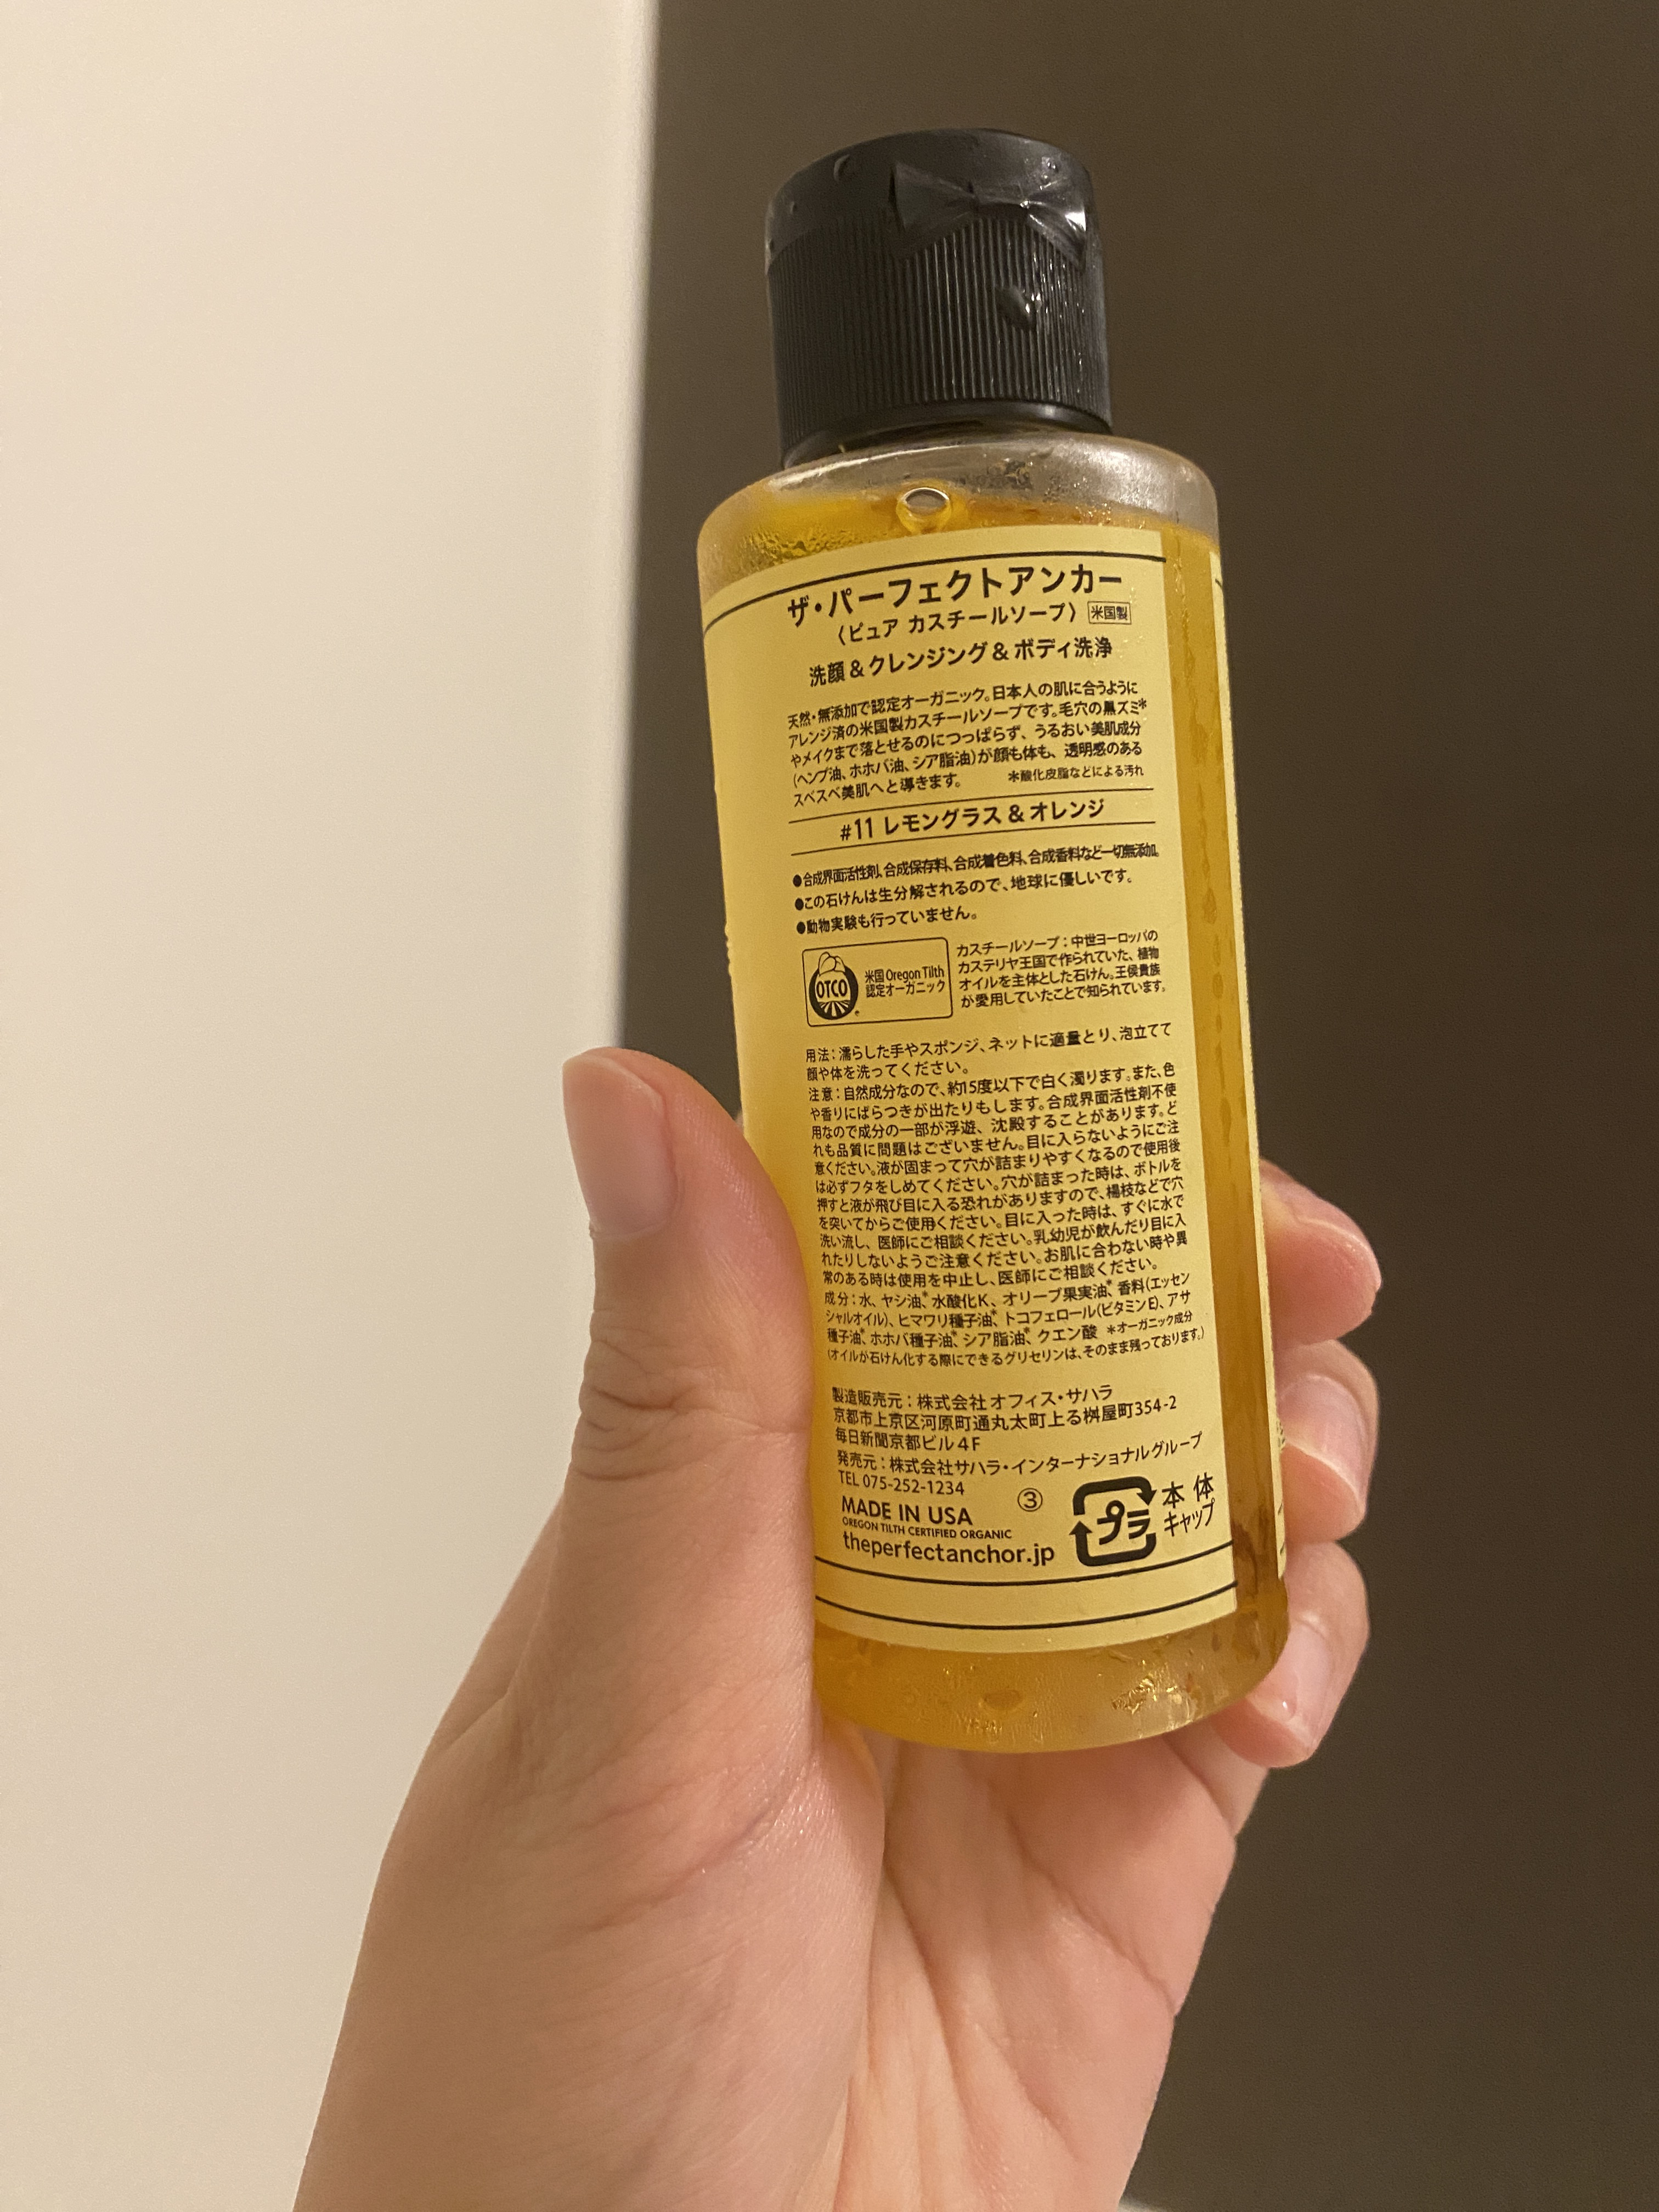 ザ・パーフェクトアンカー
〈ピュア カスチールソープ〉 米国製
洗顔&クレンジング&ボディ洗浄
天然・無添加で認定オーガニック。日本人の肌に合うように
アレンジ済の米国製カスチールソープです。毛穴の黒ズミ*
やメイクまで落とせるのにつっぱらず、うるおい美肌成分
(ヘンプ油、ホホバ油、シア脂油)が顔も体も、透明感のある
スベスベ美肌へと導きます。 *酸化皮脂などによる汚れ
#11 レモングラス&オレンジ
●合成界面活性剤、合成保存料、合成着色料、合成香料など一切無添加。
●この石けんは生分解されるので、地球に優しいです。
●動物実験も行っていません。
OTCO
米国 Oregon Tilth
認定オーガニック
カスチールソープ:中世ヨーロッパの
カステリヤ王国で作られていた、植物
オイルを主体とした石けん。王侯貴族
が愛用していたことで知られています。
用法:濡らした手やスポンジ、ネットに適量とり、泡立てて
顔や体を洗ってください。
注意:自然成分なので、約15度以下で白く濁ります。また、色
や香りにばらつきが出たりもします。合成界面活性剤不使
用なので成分の一部が浮遊、沈殿することがあります。ど
れも品質に問題はございません。目に入らないようにご注
意ください。液が固まって穴が詰まりやすくなるので使用後
は必ずフタをしめてください。穴が詰まった時は、ボトルを
押すと液が飛び目に入る恐れがありますので、楊枝などで穴
を突いてからご使用ください。目に入った時は、すぐに水で
洗い流し、医師にご相談ください。乳幼児が飲んだり目に入
れたりしないようご注意ください。お肌に合わない時や異
常のある時は使用を中止し、医師にご相談ください。
成分:水、ヤシ油*、水酸化K、オリーブ果実油*、香料(エッセン
シャルオイル)、ヒマワリ種子油*、トコフェロール(ビタミンE)、アサ
種子油*、ホホバ種子油*、シア脂油*、クエン酸 *オーガニック成分
(オイルが石けん化する際にできるグリセリンは、そのまま残っております。)
製造販売元:株式会社オフィス・サハラ
京都市上京区河原町通丸太町上る桝屋町354-2
毎日新聞京都ビル4F
発売元:株式会社サハラ・インターナショナルグループ
TEL 075-252-1234
③
MADE IN USA
OREGON TILTH CERTIFIED ORGANIC
theperfectanchor.jp
プラ
本体
キャップ